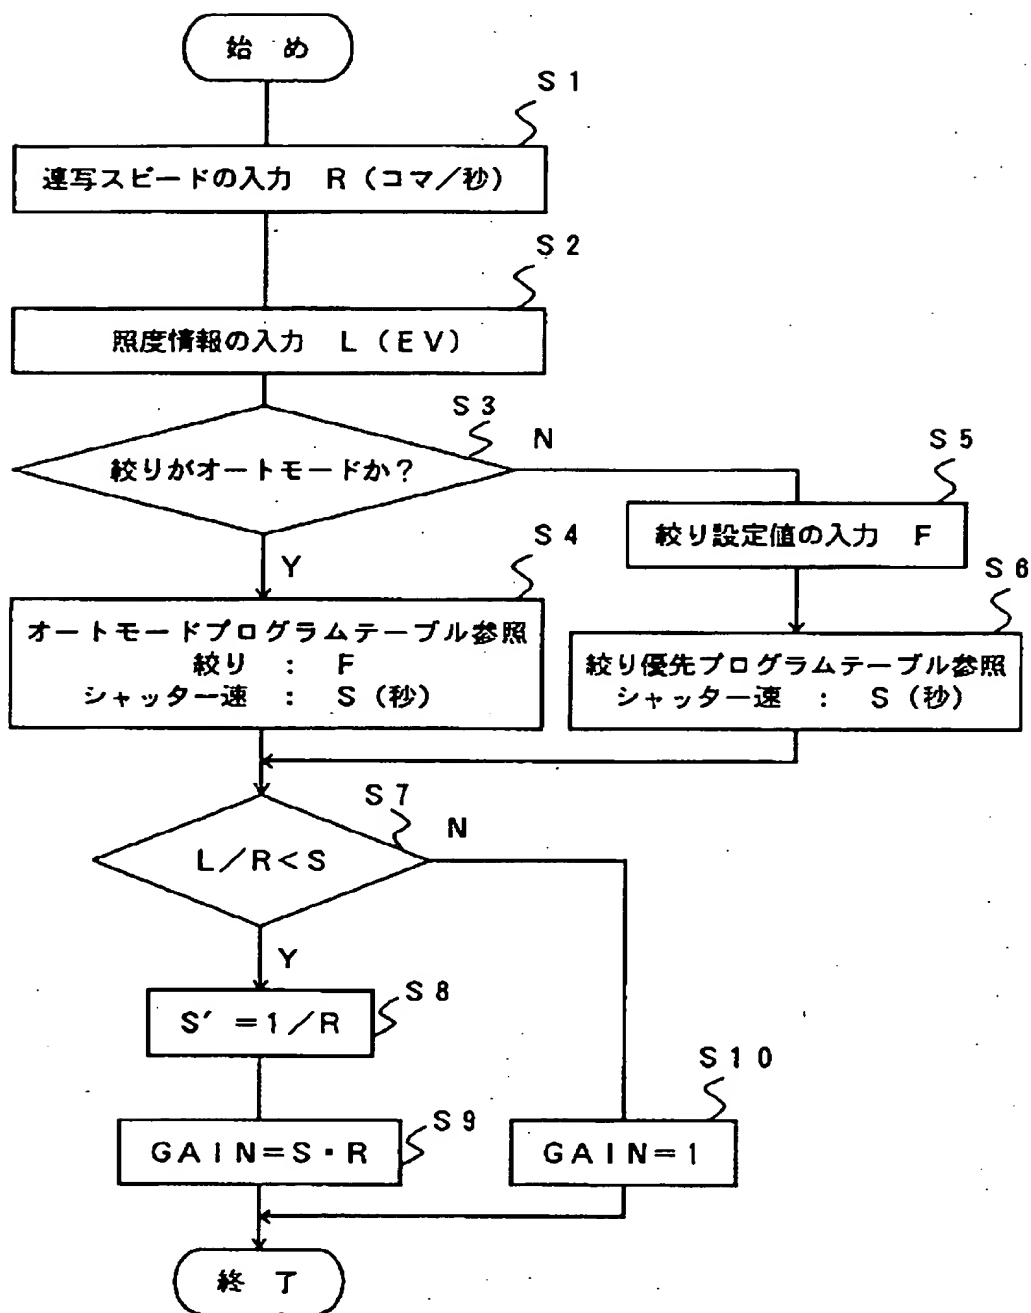 始 め
S1
連写スピードの入力 R(コマ/秒)
S2
照度情報の入力 L(EV)
S3
絞りがオートモードか?
N
S5
絞り設定値の入力 F
Y
S4
オートモードプログラムテーブル参照
絞り : F
シャッター速 : S(秒)
S6
絞り優先プログラムテーブル参照
シャッター速 : S(秒)
S7
L/R<S
N
Y
S8
S′=1/R
S9
GAIN=S・R
S10
GAIN=1
終 了